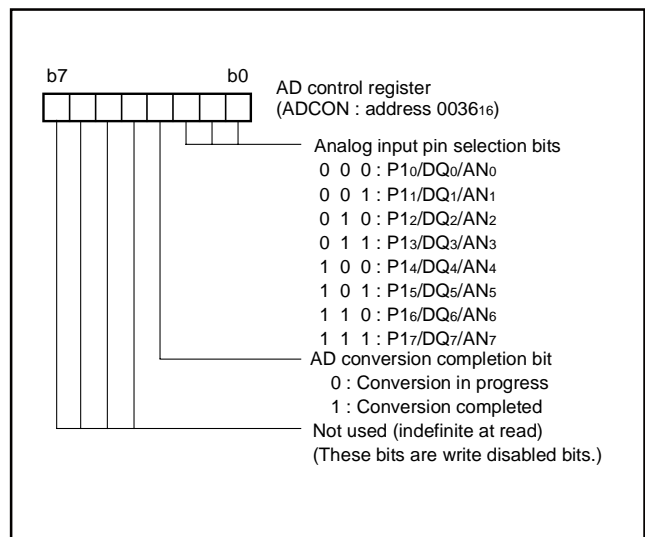 b7 b0
AD control register
(ADCON : address 0036₁₆)
Analog input pin selection bits
0 0 0 : P1₀/DQ₀/AN₀
0 0 1 : P1₁/DQ₁/AN₁
0 1 0 : P1₂/DQ₂/AN₂
0 1 1 : P1₃/DQ₃/AN₃
1 0 0 : P1₄/DQ₄/AN₄
1 0 1 : P1₅/DQ₅/AN₅
1 1 0 : P1₆/DQ₆/AN₆
1 1 1 : P1₇/DQ₇/AN₇
AD conversion completion bit
0 : Conversion in progress
1 : Conversion completed
Not used (indefinite at read)
(These bits are write disabled bits.)